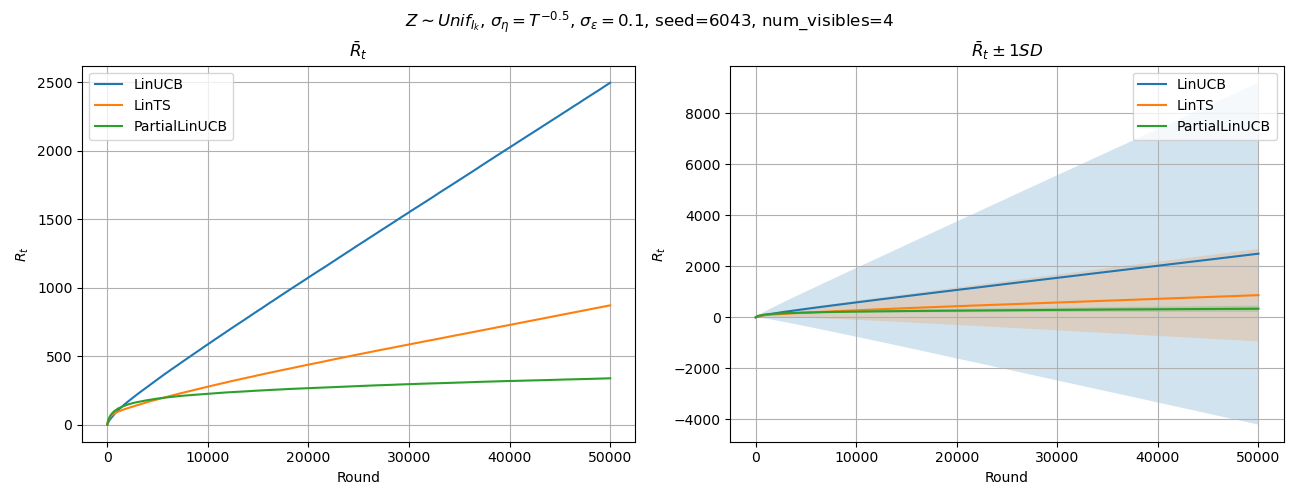 Z ∼ Unif_{I_k}, σ_η = T^{−0.5}, σ_ε = 0.1, seed=6043, num_visibles=4
R̄_t
2500
2000
1500
1000
500
0
R_t
LinUCB
LinTS
PartialLinUCB
0 10000 20000 30000 40000 50000
Round
R̄_t ± 1SD
8000
6000
4000
2000
0
−2000
−4000
R_t
LinUCB
LinTS
PartialLinUCB
0 10000 20000 30000 40000 50000
Round